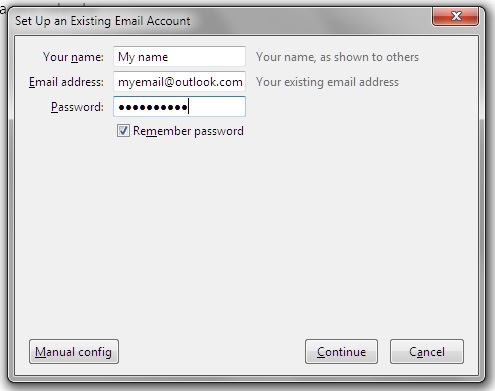 Set Up an Existing Email Account
Your name: My name Your name, as shown to others
Email address: myemail@outlook.com Your existing email address
Password: ●●●●●●●●●●
Remember password
Manual config Continue Cancel